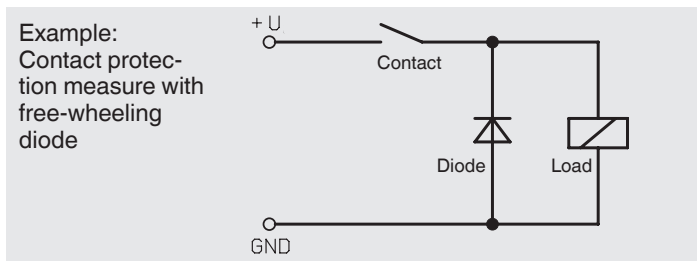 Example:
Contact protec-
tion measure with
free-wheeling
diode
+ U
Contact
Diode
Load
GND